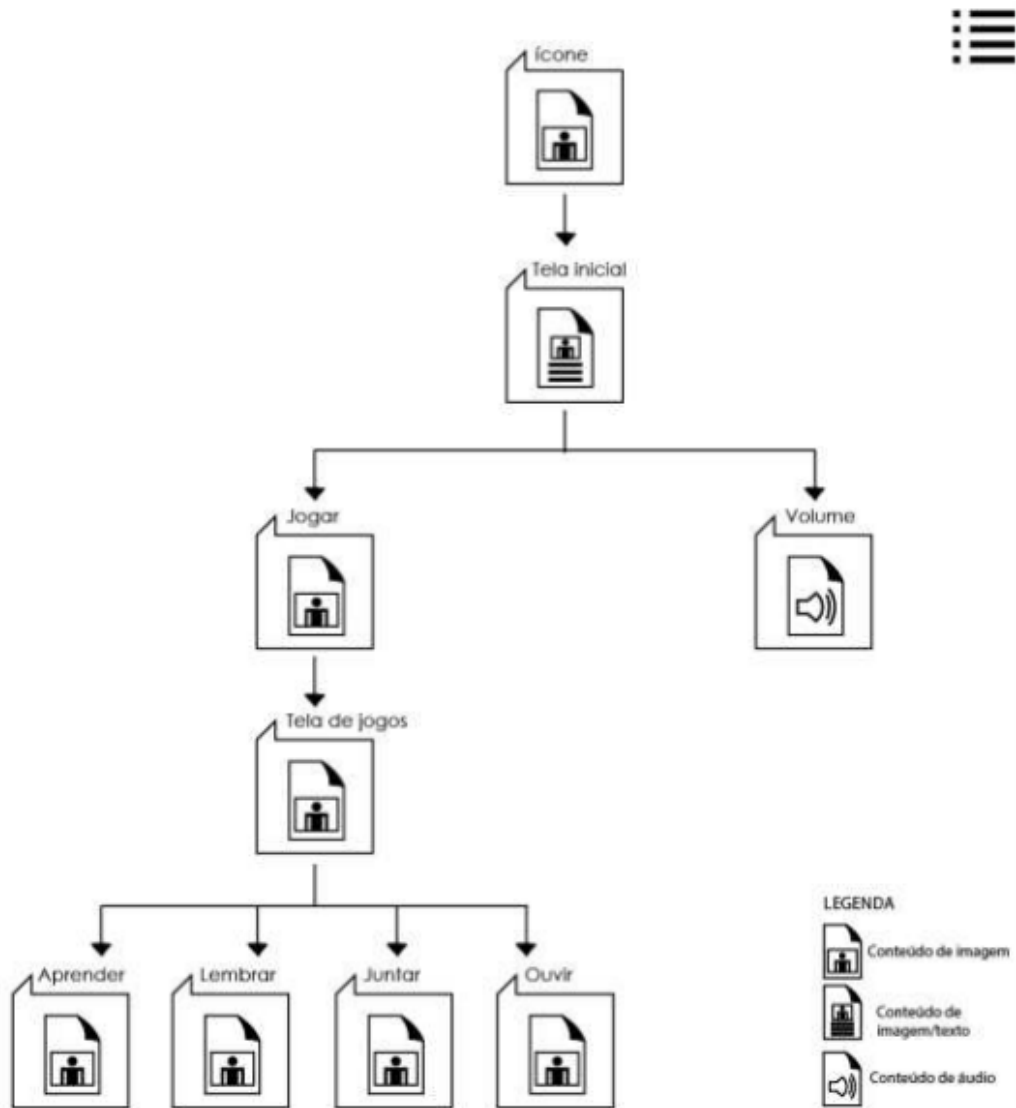 ícone
Tela inicial
Jogar
Volume
Tela de jogos
Aprender
Lembrar
Juntar
Ouvir
LEGENDA
Conteúdo de imagem
Conteúdo de
imagem/texto
Conteúdo de áudio